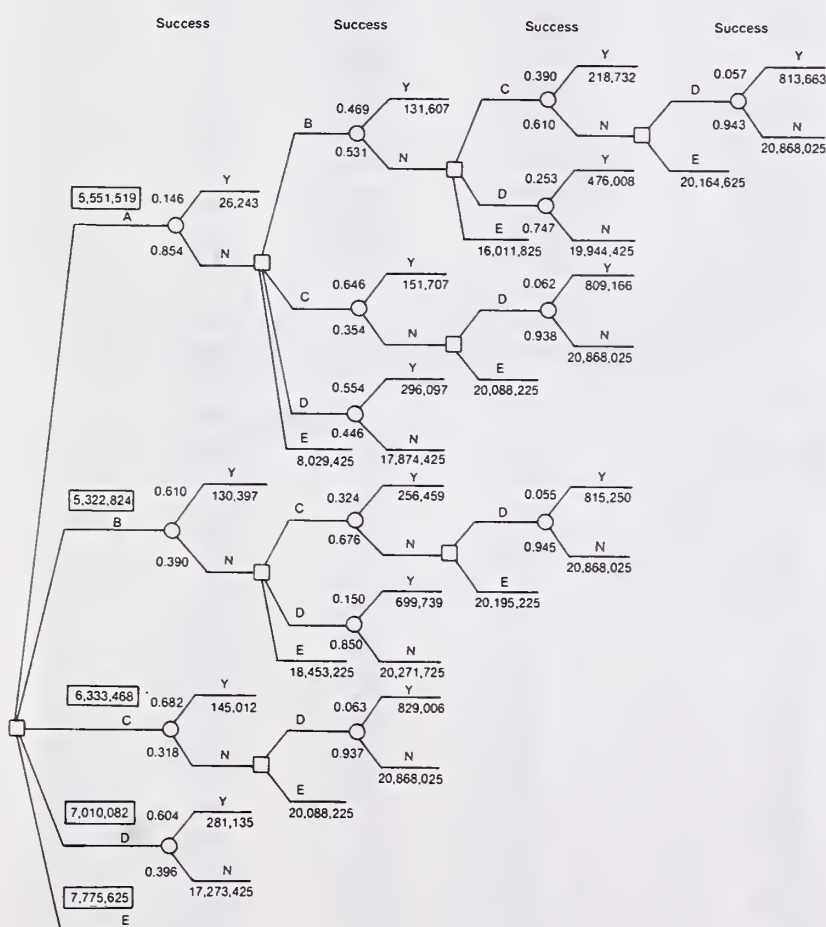 Success Success Success Success
Y
0.057
813,663
D
0.943
N
20,868,025
E
20,164,625
Y
0.390
218,732
C
0.610
N
Y
0.253
476,008
D
0.747
N
19,944,425
E
16,011,825
Y
0.469
131,607
B
0.531
N
5,551,519
A
0.146
Y
26,243
0.854
N
Y
0.646
151,707
C
0.354
N
D
0.062
Y
809,166
0.938
N
20,868,025
E
20,088,225
Y
0.554
296,097
D
0.446
N
17,874,425
E
8,029,425
5,322,824
B
0.610
Y
130,397
0.390
N
C
0.324
Y
256,459
0.676
N
D
0.055
Y
815,250
0.945
N
20,868,025
E
20,195,225
D
0.150
Y
699,739
0.850
N
20,271,725
E
18,453,225
6,333,468
C
0.682
Y
145,012
0.318
N
D
0.063
Y
829,006
0.937
N
20,868,025
E
20,088,225
7,010,082
D
0.604
Y
281,135
0.396
N
17,273,425
7,775,625
E